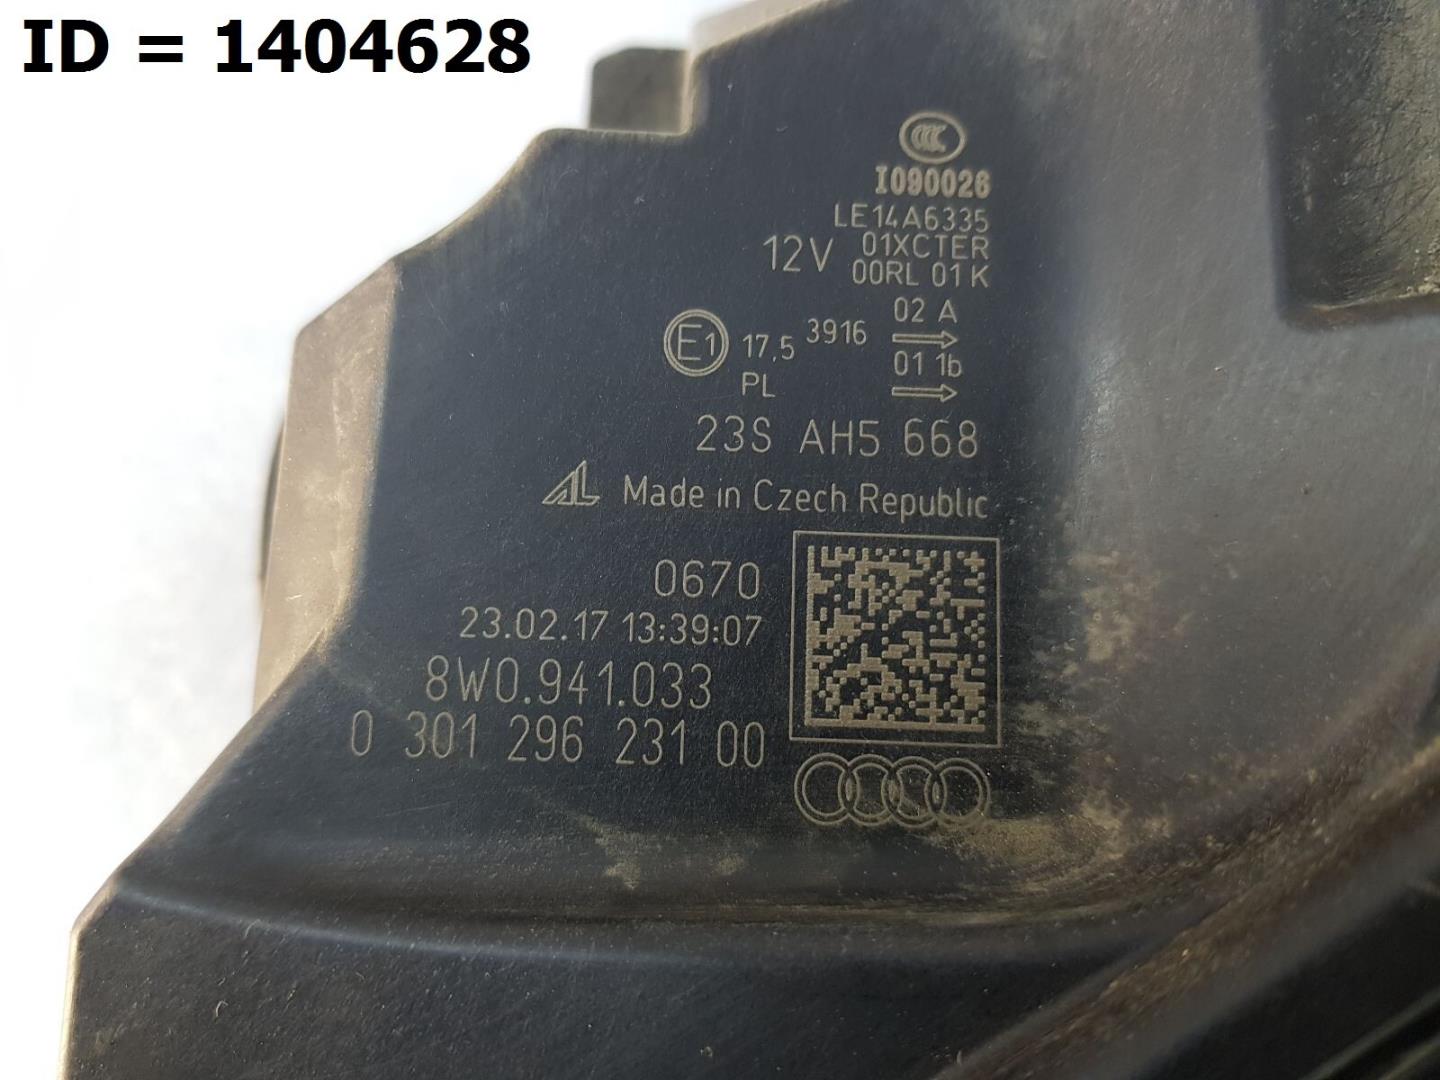 ID = 1404628
CCC
I090026
LE14A6335
12V 01XCTER
00RL 01 K
02 A
E1 17,5 3916
01 1b
PL
23S AH5 668
AL Made in Czech Republic
0670
23.02.17 13:39:07
8W0.941.033
0 301 296 231 00